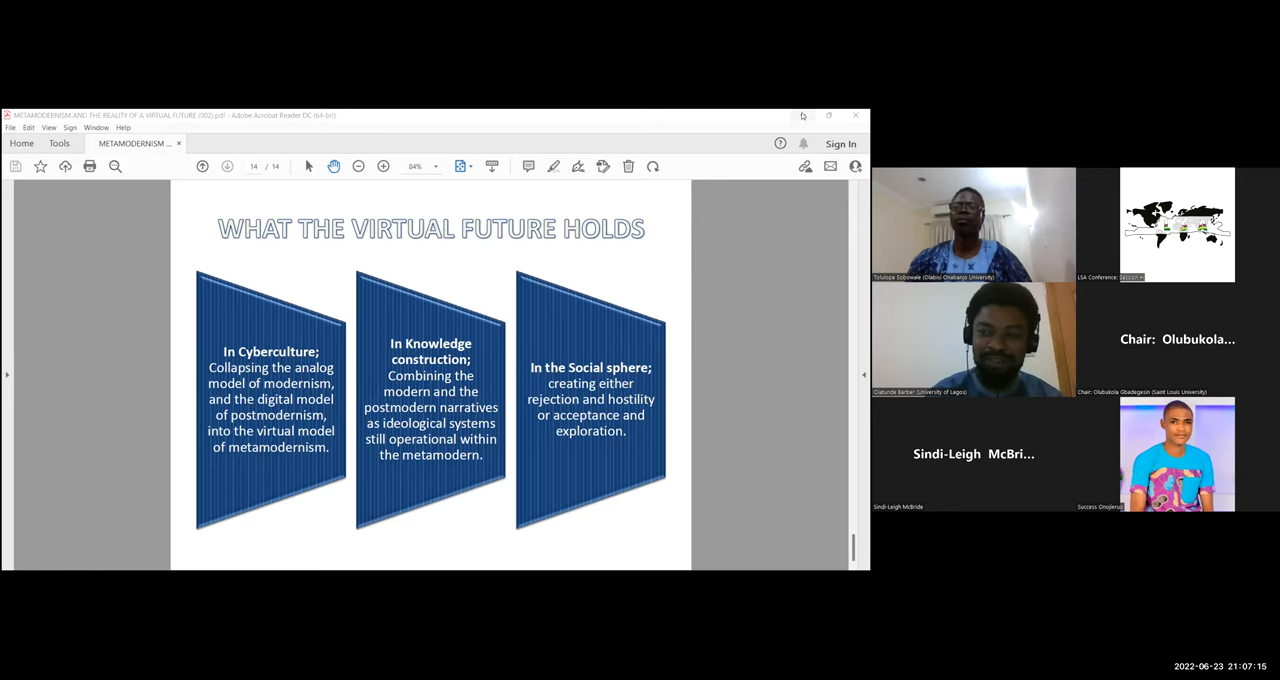 METAMODERNISM AND THE REALITY OF A VIRTUAL FUTURE (002).pdf - Adobe Acrobat Reader DC (64-bit)
File Edit View Sign Window Help
Home Tools METAMODERNISM ... × Sign In
14 / 14 84%
WHAT THE VIRTUAL FUTURE HOLDS
In Cyberculture;
Collapsing the analog
model of modernism,
and the digital model
of postmodernism,
into the virtual model
of metamodernism.
In Knowledge
construction;
Combining the
modern and the
postmodern narratives
as ideological systems
still operational within
the metamodern.
In the Social sphere;
creating either
rejection and hostility
or acceptance and
exploration.
Tolulope Sobowale (Olabisi Onabanjo University)
LSA Conference: Session H
Olatunde Barber (University of Lagos)
Chair: Olubukola...
Chair: Olubukola Gbadegesin (Saint Louis University)
Sindi-Leigh McBri...
Sindi-Leigh McBride
Success Onojieruo
2022-06-23 21:07:15